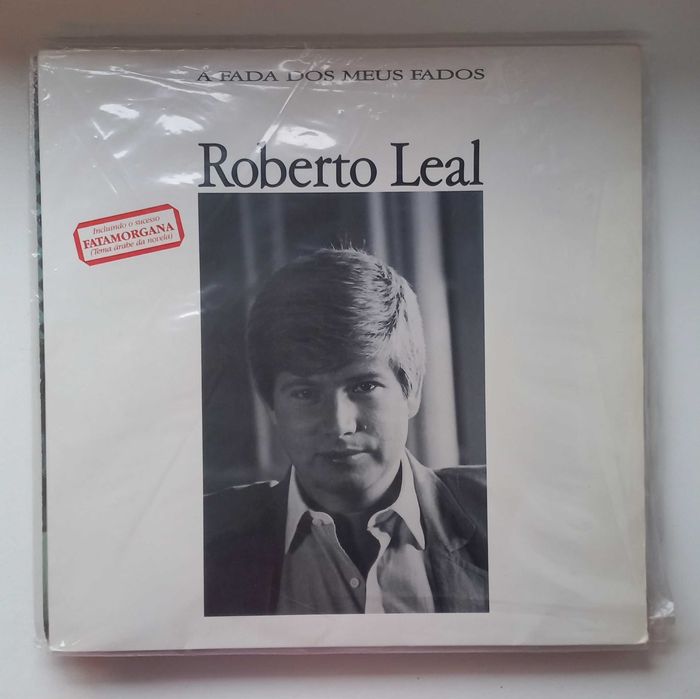 A FADA DOS MEUS FADOS
Roberto Leal
Incluindo o sucesso
FATAMORGANA
(Tema árabe da novela)